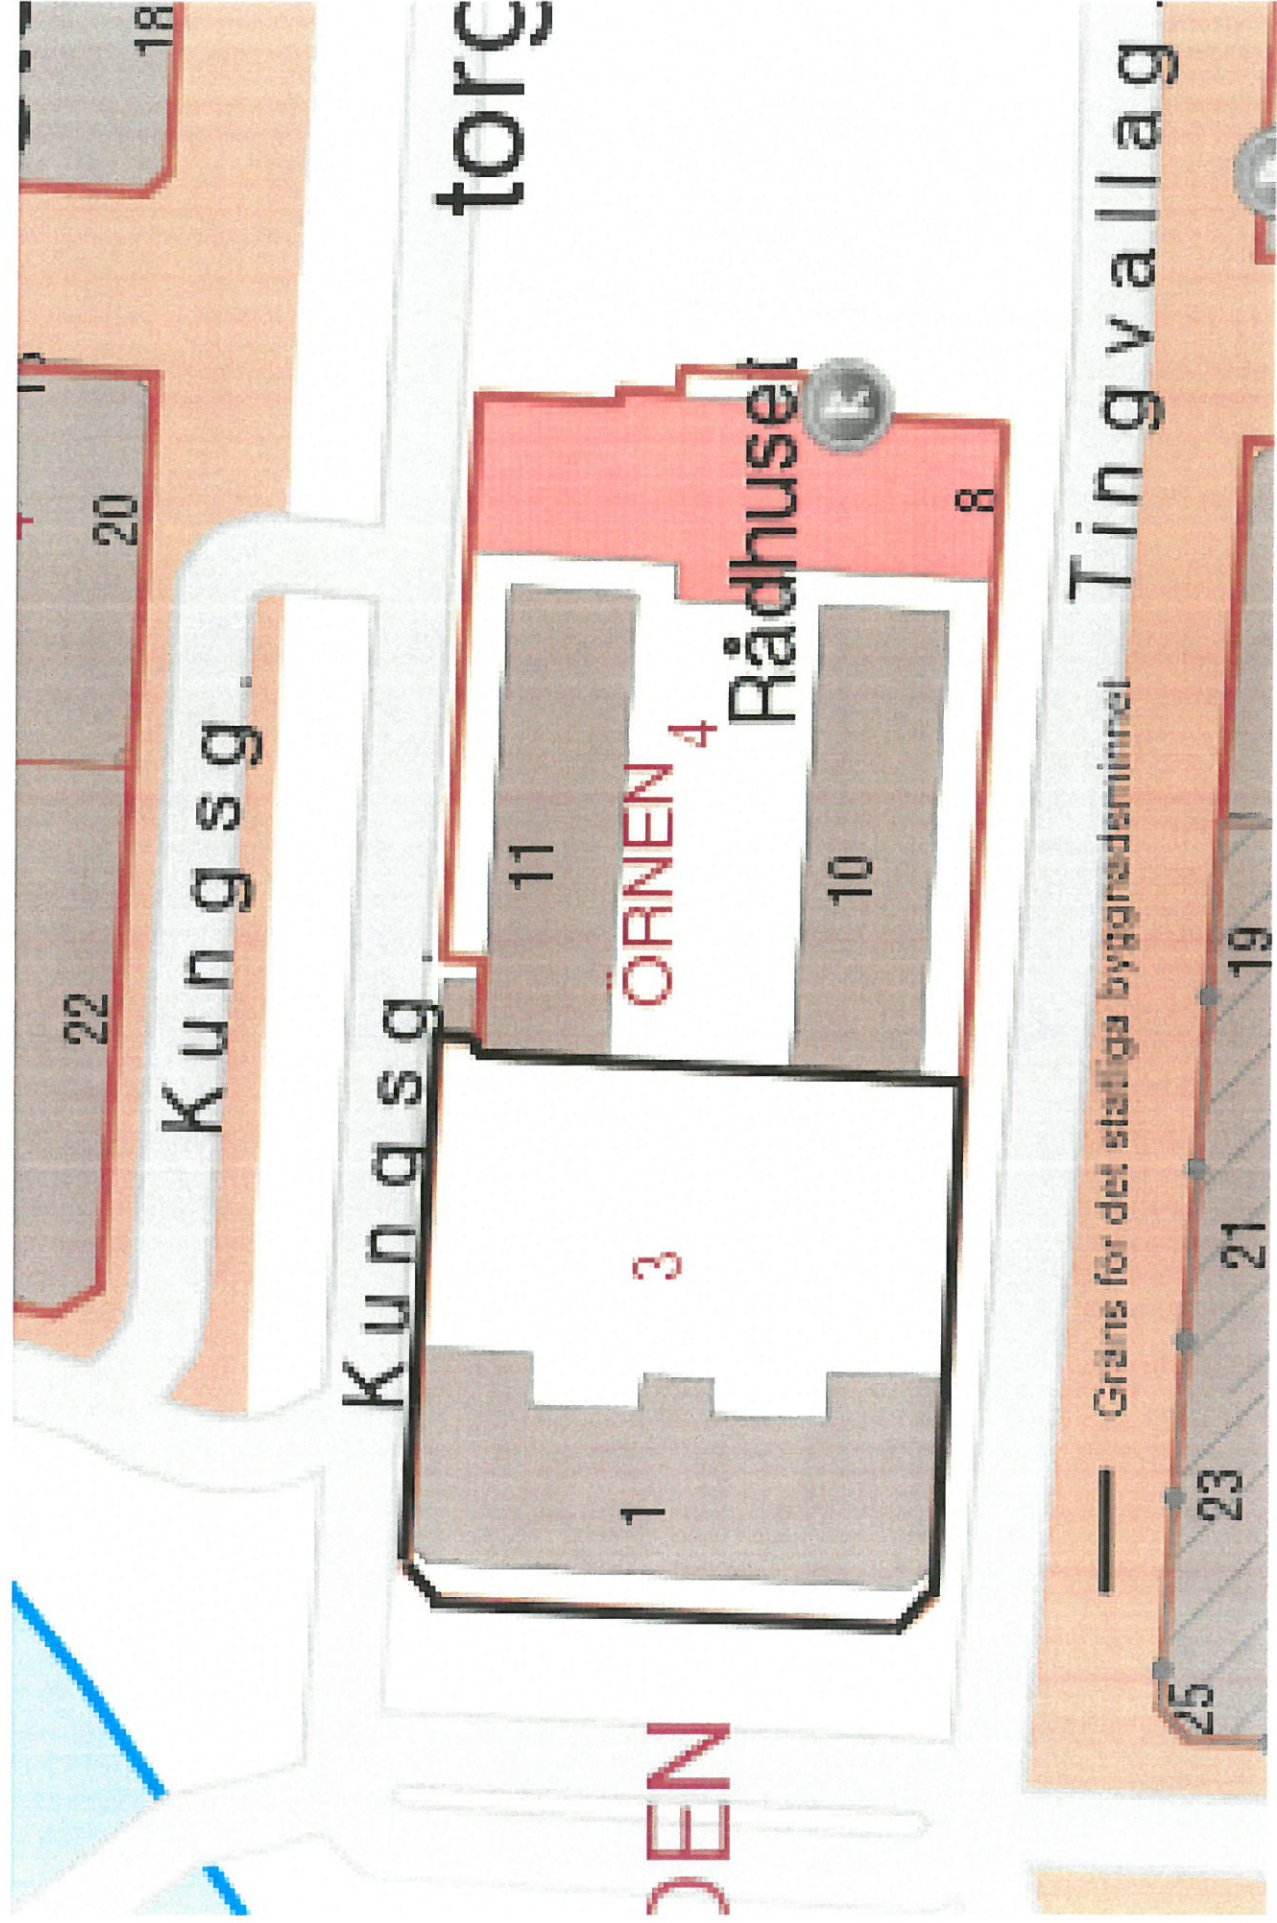 22
20
18
Kungsg.
Kungsg.
torg
11
ÖRNEN
4
3
1
DEN
Rådhuset
10
8
Tingvallag.
Gräns för det statliga byggnadsminnet
25
23
21
19